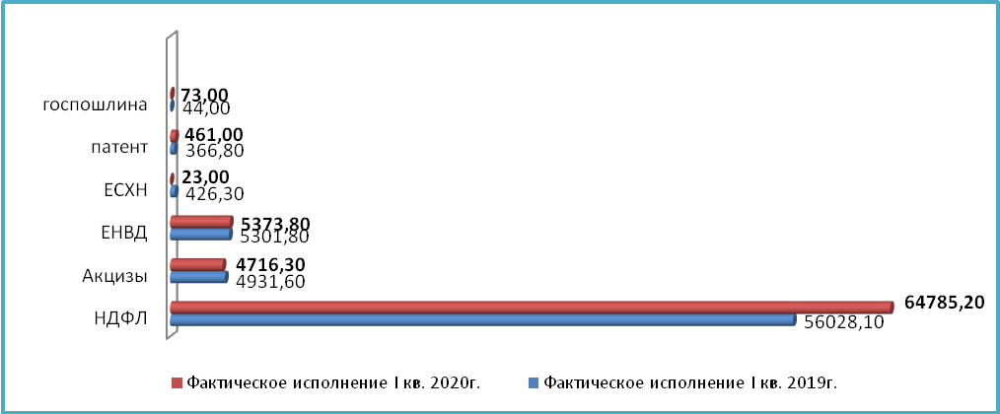 госпошлина
73,00
44,00
патент
461,00
366,80
ЕСХН
23,00
426,30
ЕНВД
5373,80
5301,80
Акцизы
4716,30
4931,60
НДФЛ
64785,20
56028,10
Фактическое исполнение I кв. 2020г.
Фактическое исполнение I кв. 2019г.